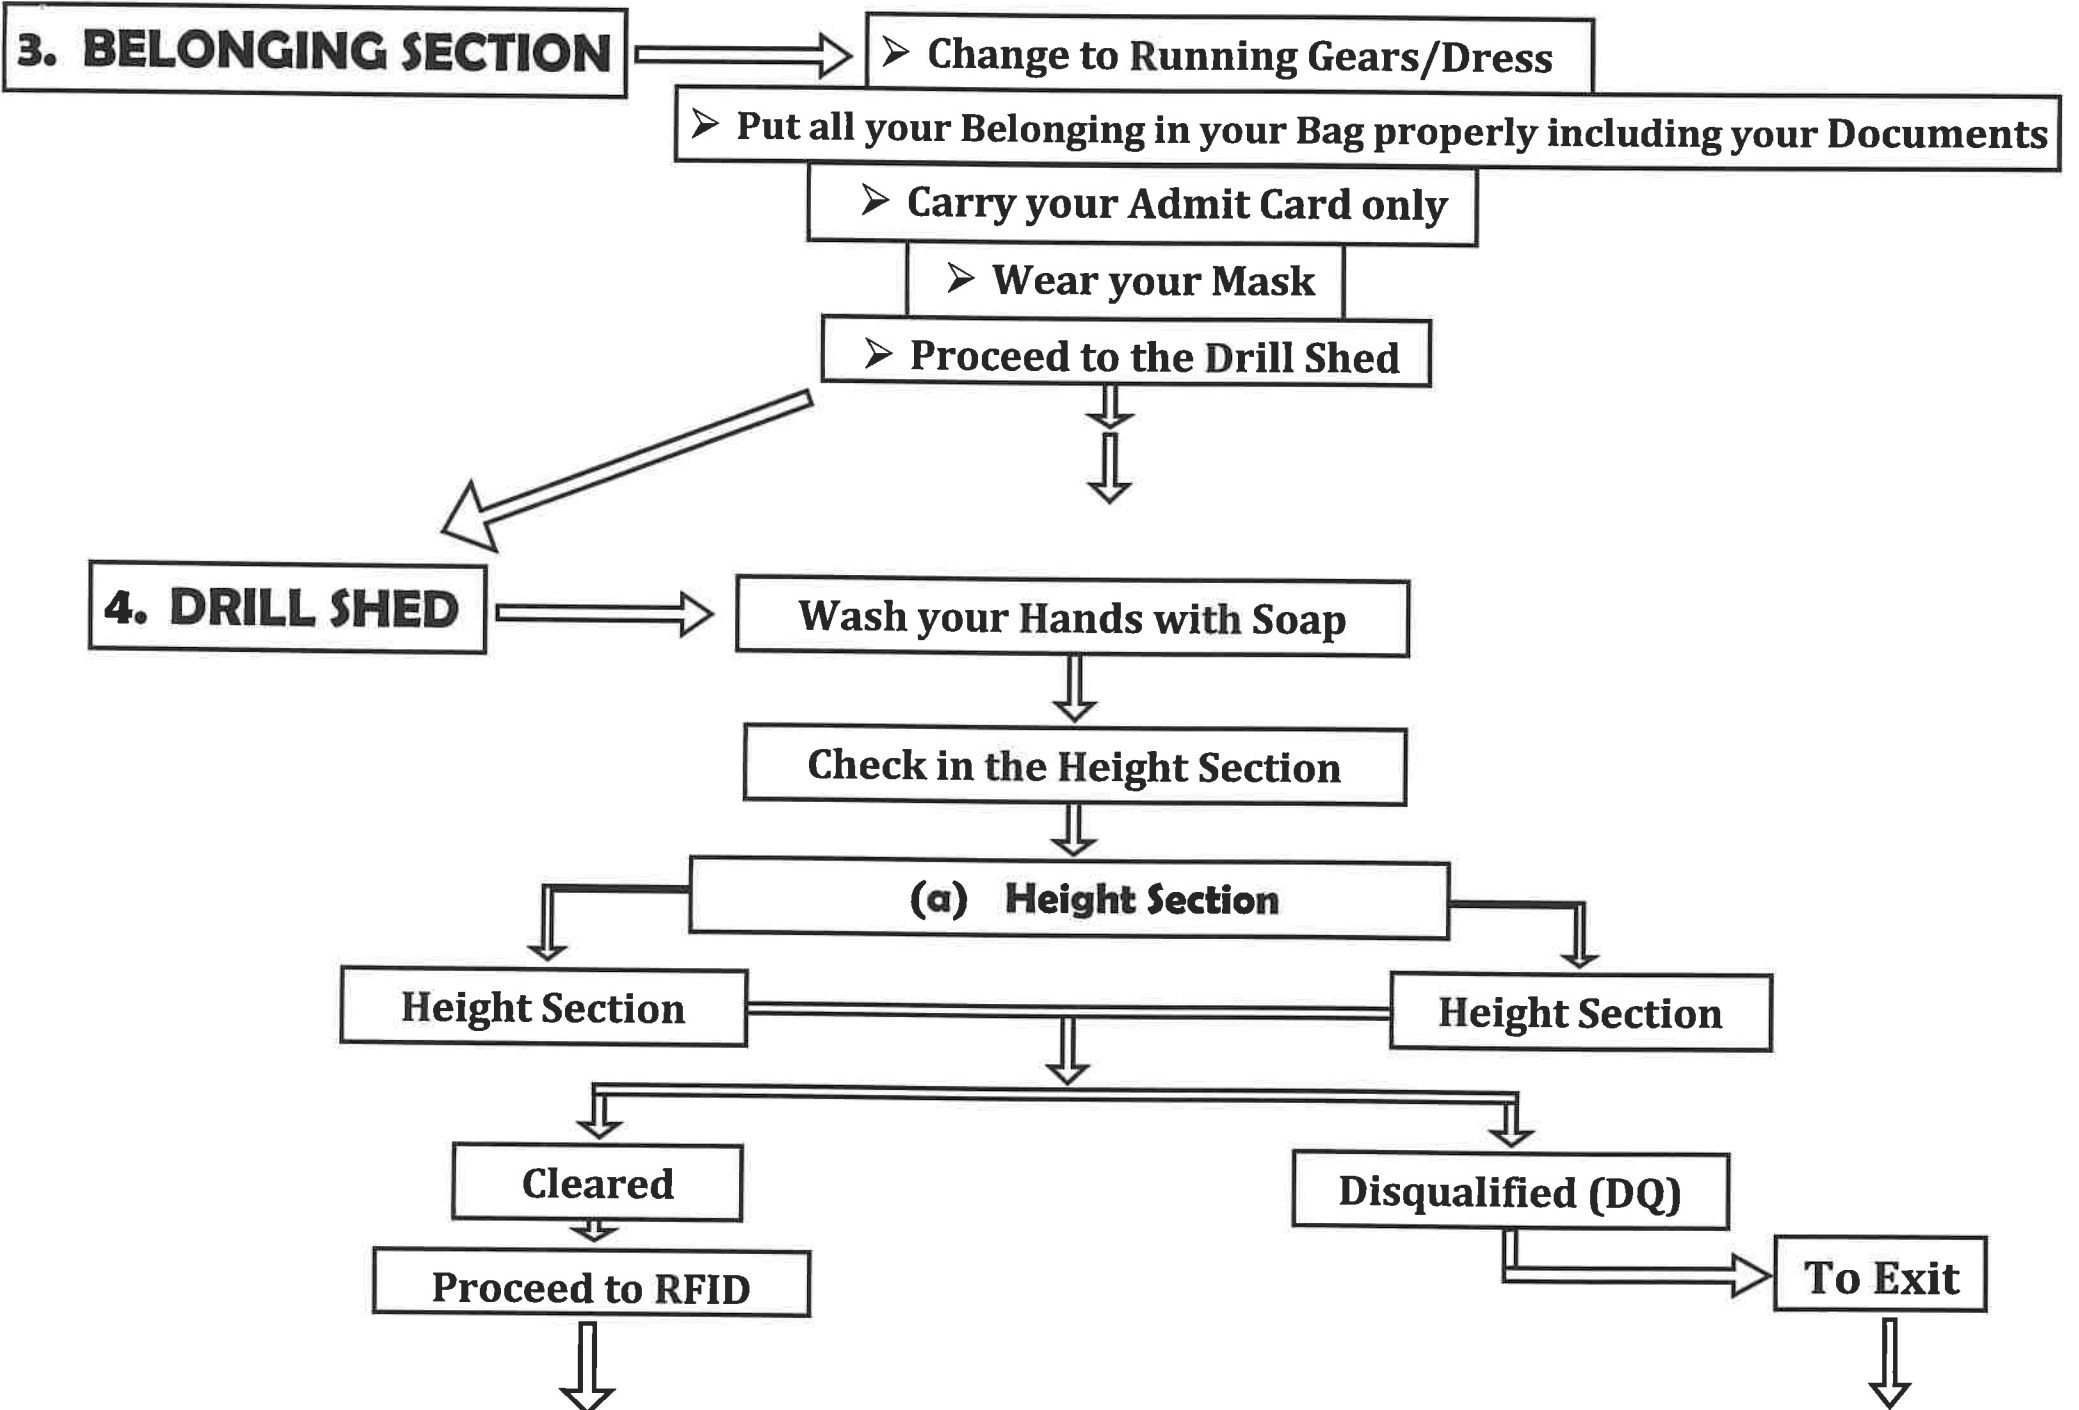 3. BELONGING SECTION
➢ Change to Running Gears/Dress
➢ Put all your Belonging in your Bag properly including your Documents
➢ Carry your Admit Card only
➢ Wear your Mask
➢ Proceed to the Drill Shed
4. DRILL SHED
Wash your Hands with Soap
Check in the Height Section
(a) Height Section
Height Section
Height Section
Cleared
Disqualified (DQ)
Proceed to RFID
To Exit